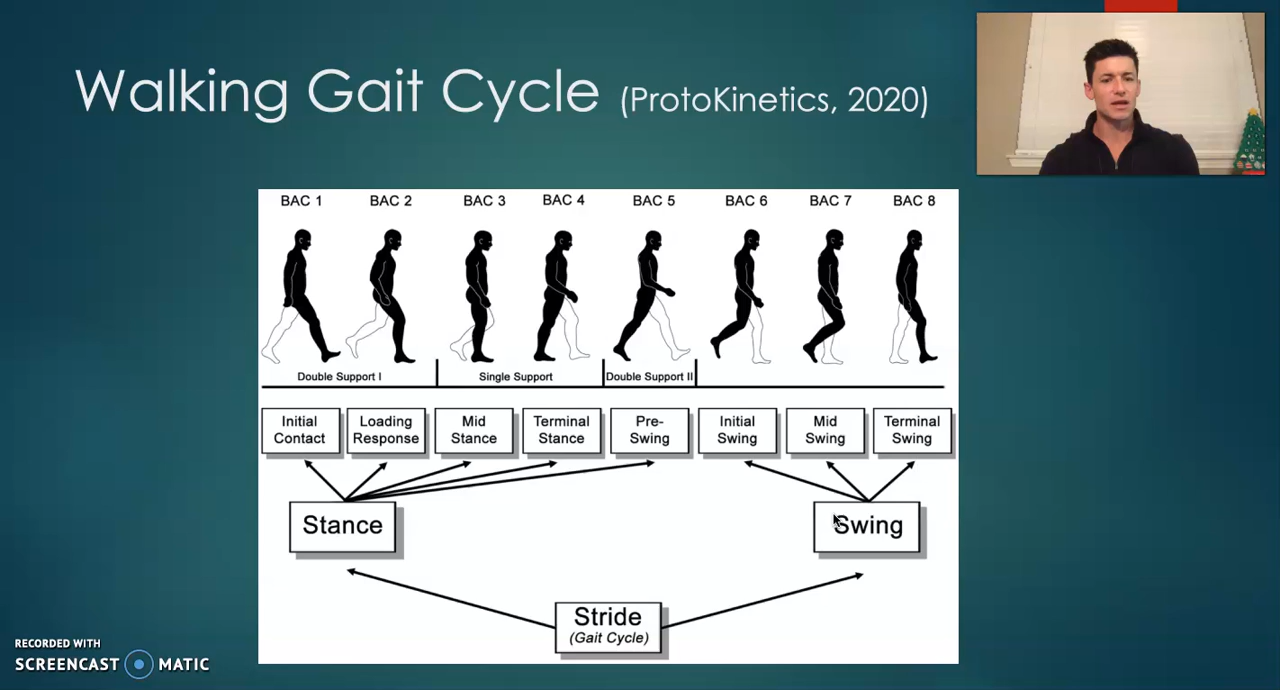 Walking Gait Cycle (ProtoKinetics, 2020)
BAC 1 BAC 2 BAC 3 BAC 4 BAC 5 BAC 6 BAC 7 BAC 8
Double Support I Single Support Double Support II
Initial Contact
Loading Response
Mid Stance
Terminal Stance
Pre-Swing
Initial Swing
Mid Swing
Terminal Swing
Stance
Swing
Stride
(Gait Cycle)
RECORDED WITH
SCREENCAST MATIC